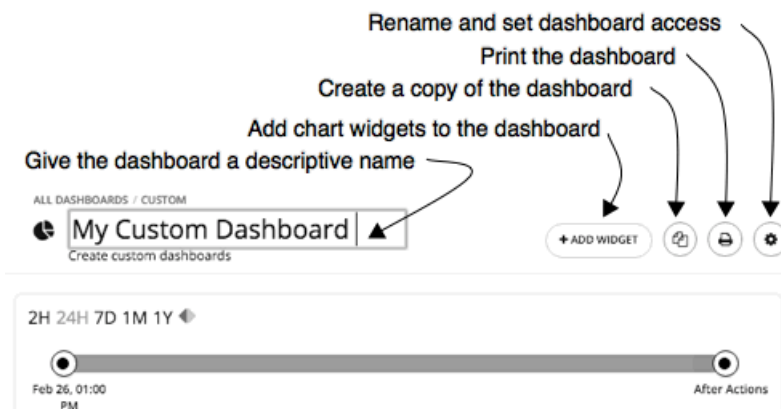 Rename and set dashboard access
Print the dashboard
Create a copy of the dashboard
Add chart widgets to the dashboard
Give the dashboard a descriptive name
ALL DASHBOARDS / CUSTOM
My Custom Dashboard
Create custom dashboards
+ ADD WIDGET
2H 24H 7D 1M 1Y
Feb 26, 01:00
PM
After Actions